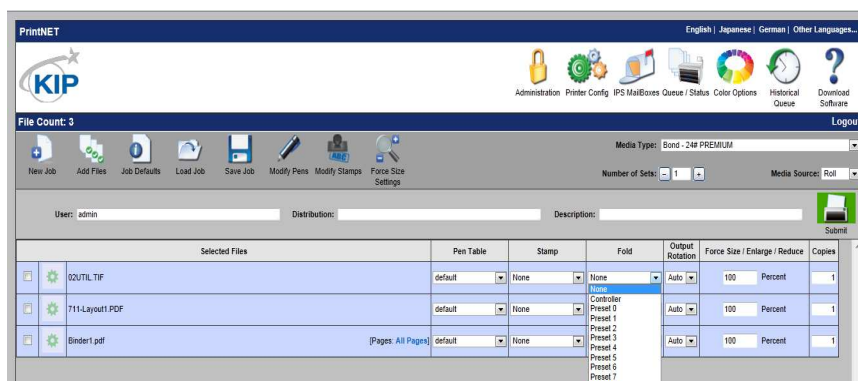 PrintNET
English | Japanese | German | Other Languages...
KIP
Administration Printer Config IPS MailBoxes Queue / Status Color Options Historical Queue Download Software
File Count: 3
Logout
New Job Add Files Job Defaults Load Job Save Job Modify Pens Modify Stamps Force Size Settings
Media Type: Bond - 24# PREMIUM
Number of Sets: - 1 + Media Source: Roll
User: admin Distribution: Description:
Submit
Selected Files Pen Table Stamp Fold Output Rotation Force Size / Enlarge / Reduce Copies
02UTIL.TIF default None None Auto 100 Percent 1
None
Controller
711-Layout1.PDF default None Preset 0 Auto 100 Percent 1
Preset 1
Preset 2
Binder1.pdf [Pages: All Pages] default None Preset 3 Auto 100 Percent 1
Preset 4
Preset 5
Preset 6
Preset 7